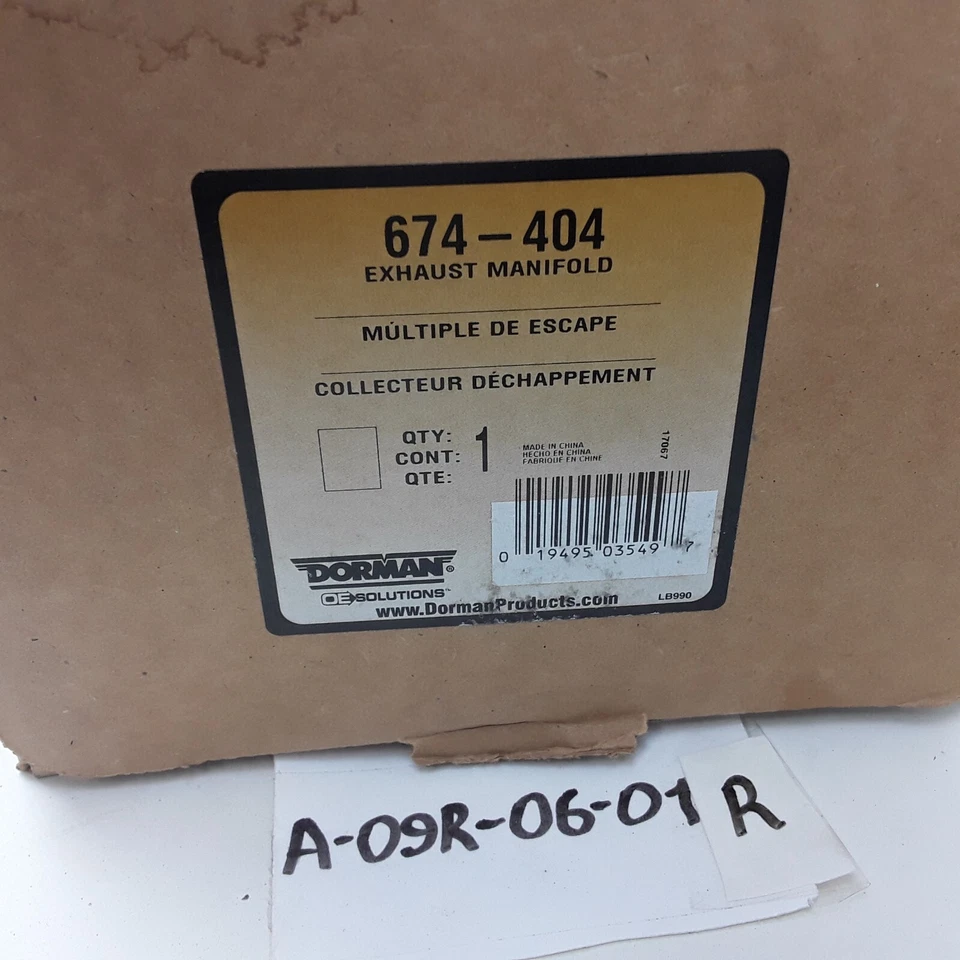 674-404
EXHAUST MANIFOLD
MÚLTIPLE DE ESCAPE
COLLECTEUR DÉCHAPPEMENT
QTY:
CONT:
QTE:
1
MADE IN CHINA
HECHO EN CHINA
FABRIQUE EN CHINE
17067
0 19495 03549 7
DORMAN®
OE SOLUTIONS™
www.DormanProducts.com
LB990
A-09R-06-01 R